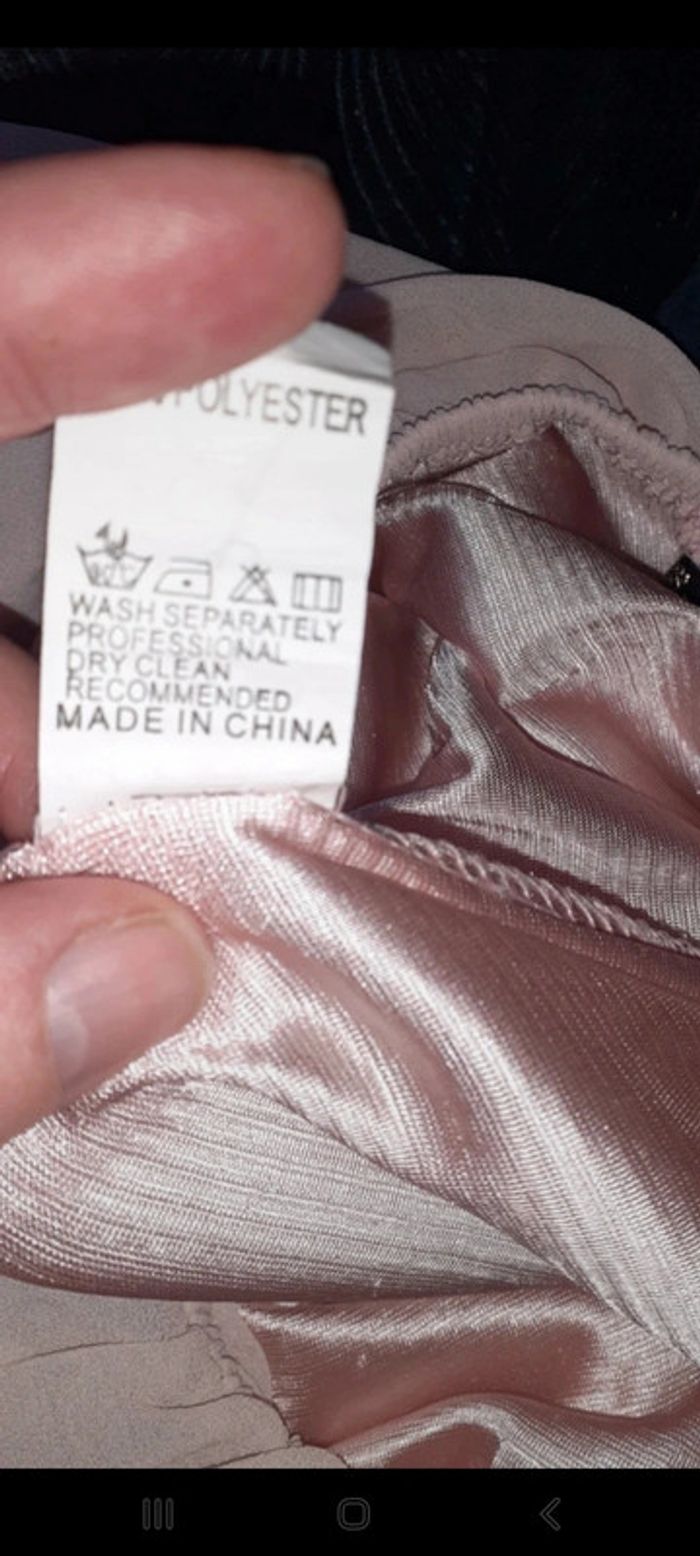 POLYESTER
WASH SEPARATELY
PROFESSIONAL
DRY CLEAN
RECOMMENDED
MADE IN CHINA